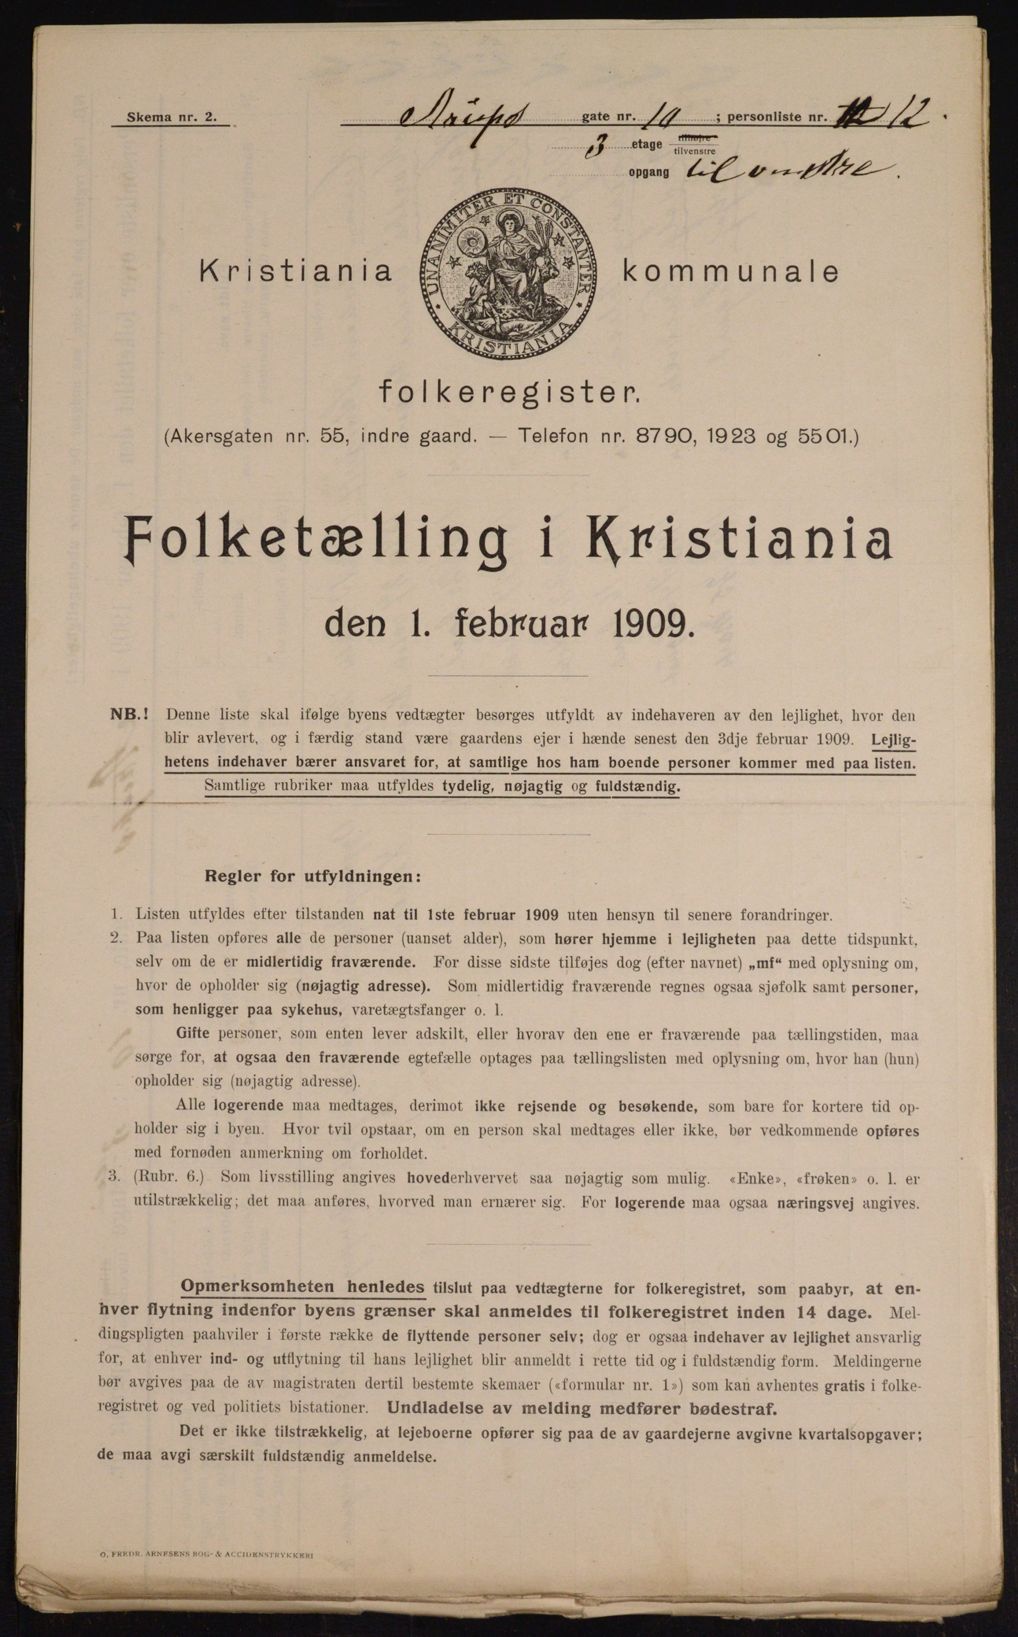 Skema nr. 2.
gate nr. 10 ; personliste nr. 12.
3 etage tilhøjre
tilvenstre
opgang til venstre.
UNANIMITER ET CONSTANTER
KRISTIANIA
Kristiania kommunale
folkeregister.
(Akersgaten nr. 55, indre gaard. — Telefon nr. 8790, 1923 og 5501.)
Folketælling i Kristiania
den 1. februar 1909.
NB.! Denne liste skal ifølge byens vedtægter besørges utfyldt av indehaveren av den lejlighet, hvor den
blir avlevert, og i færdig stand være gaardens ejer i hænde senest den 3dje februar 1909. Lejlig-
hetens indehaver bærer ansvaret for, at samtlige hos ham boende personer kommer med paa listen.
Samtlige rubriker maa utfyldes tydelig, nøjagtig og fuldstændig.
Regler for utfyldningen:
1. Listen utfyldes efter tilstanden nat til 1ste februar 1909 uten hensyn til senere forandringer.
2. Paa listen opføres alle de personer (uanset alder), som hører hjemme i lejligheten paa dette tidspunkt,
selv om de er midlertidig fraværende. For disse sidste tilføjes dog (efter navnet) „mf“ med oplysning om,
hvor de opholder sig (nøjagtig adresse). Som midlertidig fraværende regnes ogsaa sjøfolk samt personer,
som henligger paa sykehus, varetægtsfanger o. l.
Gifte personer, som enten lever adskilt, eller hvorav den ene er fraværende paa tællingstiden, maa
sørge for, at ogsaa den fraværende egtefælle optages paa tællingslisten med oplysning om, hvor han (hun)
opholder sig (nøjagtig adresse).
Alle logerende maa medtages, derimot ikke rejsende og besøkende, som bare for kortere tid op-
holder sig i byen. Hvor tvil opstaar, om en person skal medtages eller ikke, bør vedkommende opføres
med fornøden anmerkning om forholdet.
3. (Rubr. 6.) Som livsstilling angives hovederhvervet saa nøjagtig som mulig. «Enke», «frøken» o. l. er
utilstrækkelig; det maa anføres, hvorved man ernærer sig. For logerende maa ogsaa næringsvej angives.
Opmerksomheten henledes tilslut paa vedtægterne for folkeregistret, som paabyr, at en-
hver flytning indenfor byens grænser skal anmeldes til folkeregistret inden 14 dage. Mel-
dingspligten paahviler i første række de flyttende personer selv; dog er ogsaa indehaver av lejlighet ansvarlig
for, at enhver ind- og utflytning til hans lejlighet blir anmeldt i rette tid og i fuldstændig form. Meldingerne
bør avgives paa de av magistraten dertil bestemte skemaer («formular nr. 1») som kan avhentes gratis i folke-
registret og ved politiets bistationer. Undladelse av melding medfører bødestraf.
Det er ikke tilstrækkelig, at lejeboerne opfører sig paa de av gaardejerne avgivne kvartalsopgaver;
de maa avgi særskilt fuldstændig anmeldelse.
O. FREDR. ARNESENS BOG- & ACCIDENSTRYKKERI